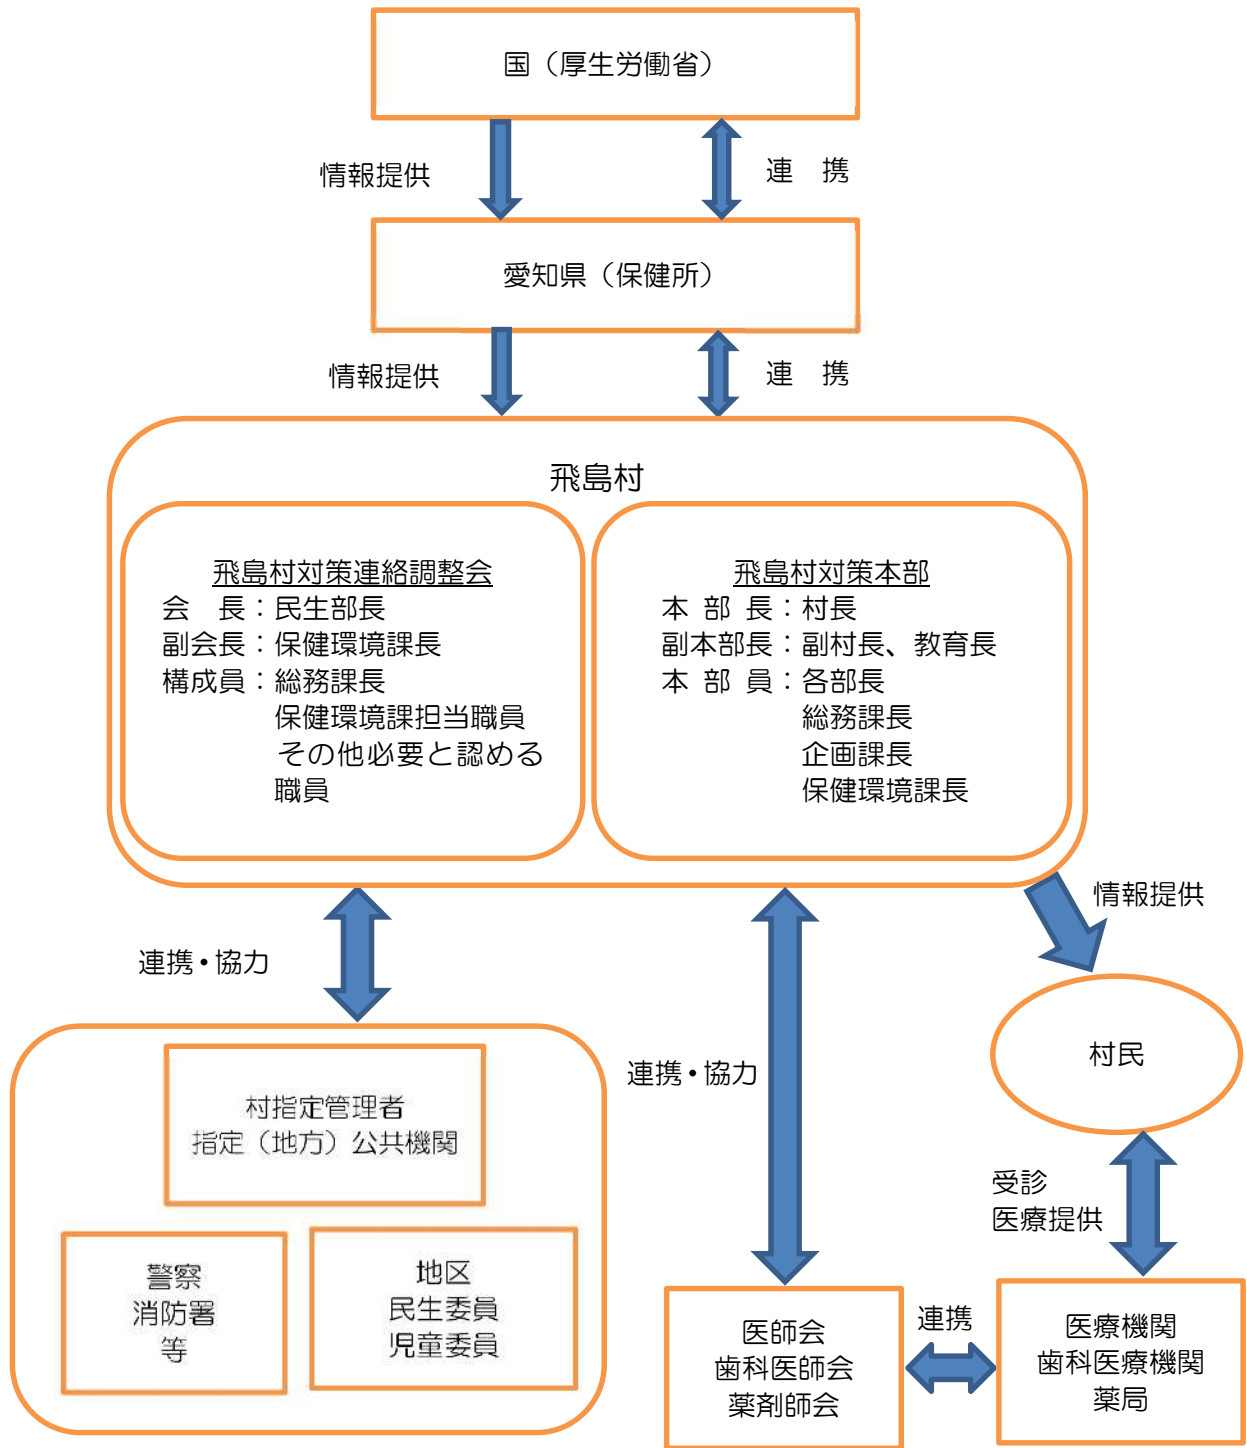 国（厚生労働省）
情報提供
連　携
愛知県（保健所）
情報提供
連　携
飛島村
飛島村対策連絡調整会
会　長：民生部長
副会長：保健環境課長
構成員：総務課長
保健環境課担当職員
その他必要と認める
職員
飛島村対策本部
本 部 長：村長
副本部長：副村長、教育長
本 部 員：各部長
総務課長
企画課長
保健環境課長
情報提供
連携・協力
連携・協力
村民
村指定管理者
指定（地方）公共機関
警察
消防署
等
地区
民生委員
児童委員
受診
医療提供
医師会
歯科医師会
薬剤師会
連携
医療機関
歯科医療機関
薬局